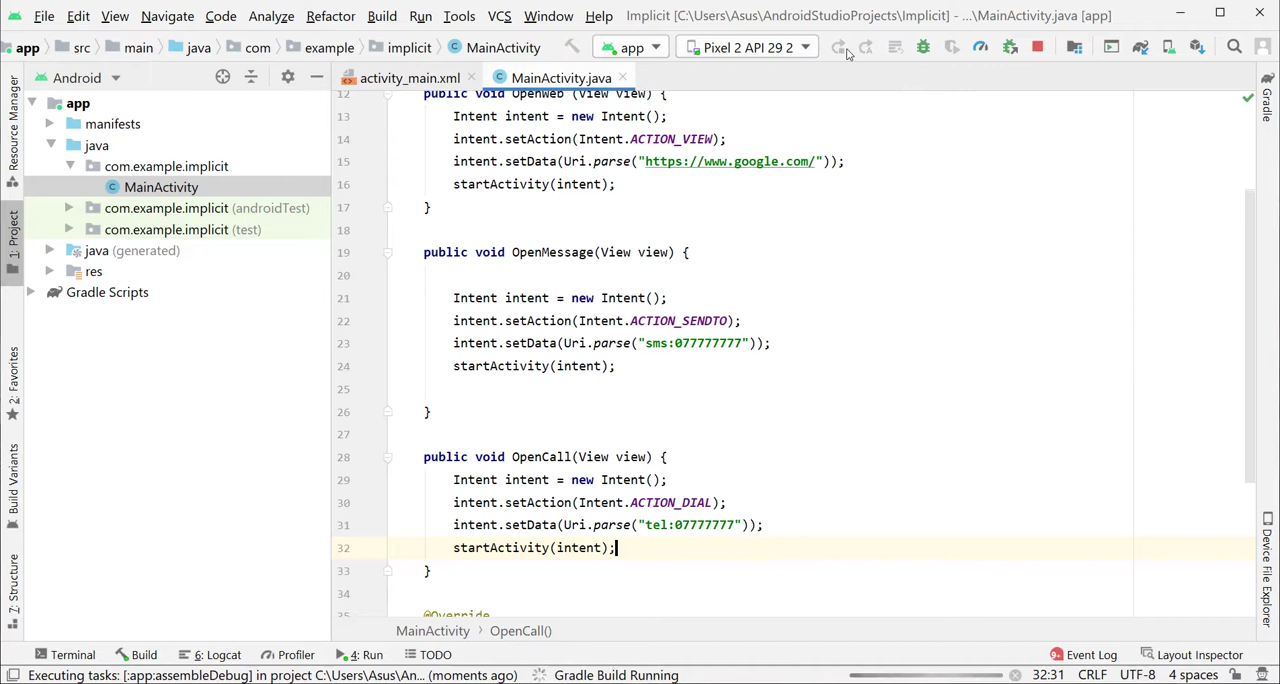 File Edit View Navigate Code Analyze Refactor Build Run Tools VCS Window Help Implicit [C:\Users\Asus\AndroidStudioProjects\Implicit] - ...\MainActivity.java [app]
app src main java com example implicit MainActivity app Pixel 2 API 29 2
Android activity_main.xml MainActivity.java
Resource Manager
1: Project
2: Favorites
Build Variants
7: Structure
app
manifests
java
com.example.implicit
MainActivity
com.example.implicit (androidTest)
com.example.implicit (test)
java (generated)
res
Gradle Scripts
12 public void OpenWeb (View view) {
13 Intent intent = new Intent();
14 intent.setAction(Intent.ACTION_VIEW);
15 intent.setData(Uri.parse("https://www.google.com/"));
16 startActivity(intent);
17 }
18
19 public void OpenMessage(View view) {
20
21 Intent intent = new Intent();
22 intent.setAction(Intent.ACTION_SENDTO);
23 intent.setData(Uri.parse("sms:077777777"));
24 startActivity(intent);
25
26 }
27
28 public void OpenCall(View view) {
29 Intent intent = new Intent();
30 intent.setAction(Intent.ACTION_DIAL);
31 intent.setData(Uri.parse("tel:07777777"));
32 startActivity(intent);
33 }
34
35 @Override
MainActivity › OpenCall()
Gradle
Device File Explorer
Terminal Build 6: Logcat Profiler 4: Run TODO 9+ Event Log Layout Inspector
Executing tasks: [:app:assembleDebug] in project C:\Users\Asus\An... (moments ago) Gradle Build Running 32:31 CRLF UTF-8 4 spaces